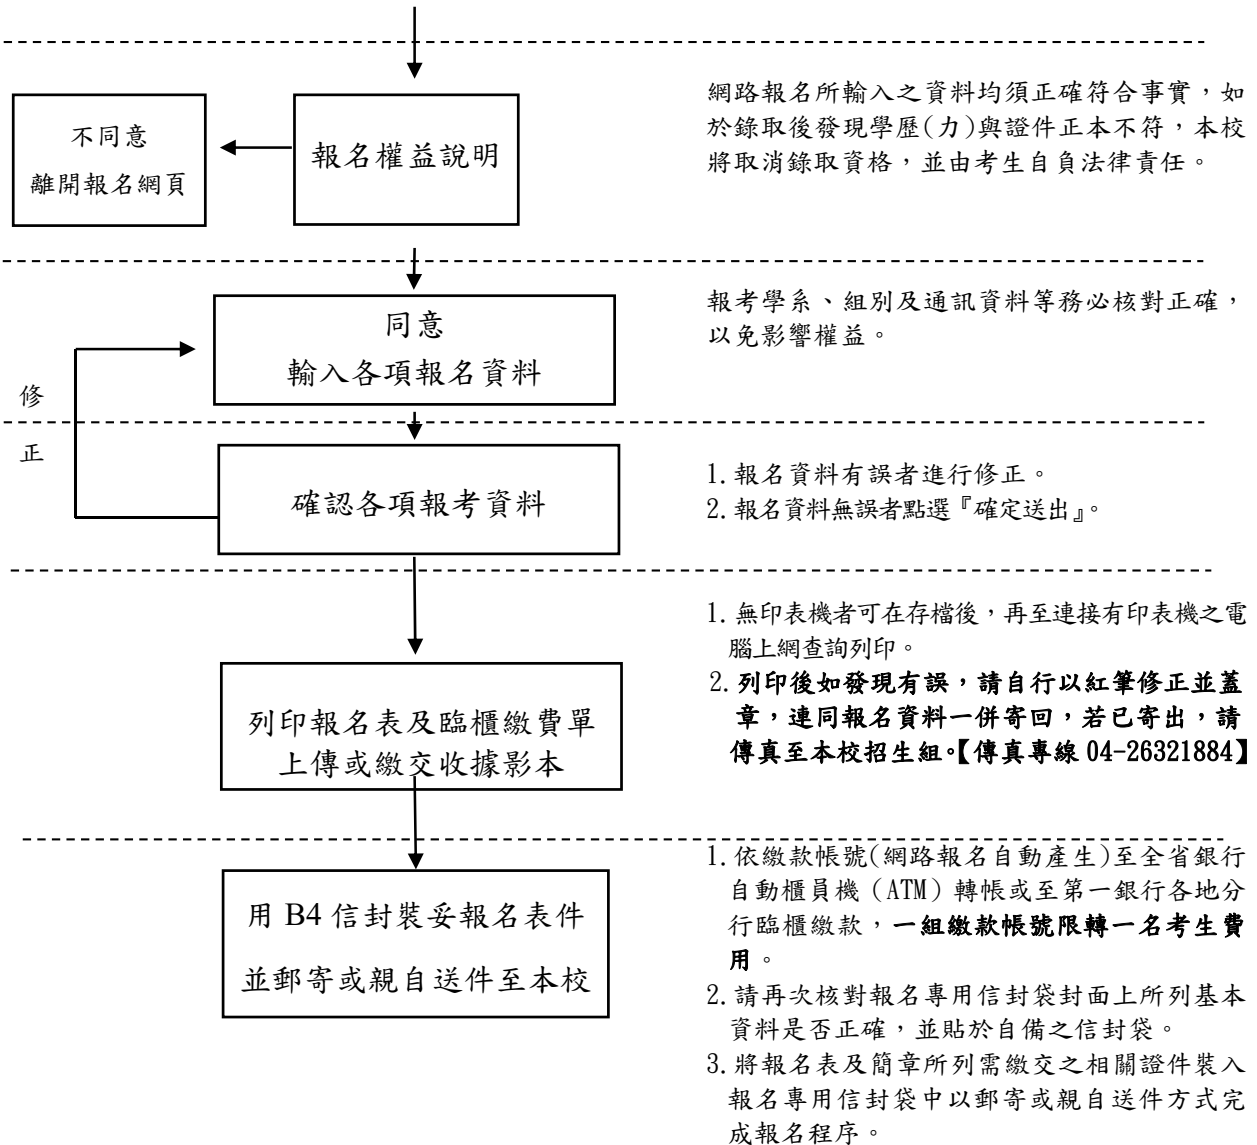 不同意
離開報名網頁
報名權益說明
網路報名所輸入之資料均須正確符合事實，如
於錄取後發現學歷(力)與證件正本不符，本校
將取消錄取資格，並由考生自負法律責任。
同意
輸入各項報名資料
報考學系、組別及通訊資料等務必核對正確，
以免影響權益。
修
正
確認各項報考資料
1.報名資料有誤者進行修正。
2.報名資料無誤者點選『確定送出』。
列印報名表及臨櫃繳費單
上傳或繳交收據影本
1.無印表機者可在存檔後，再至連接有印表機之電
腦上網查詢列印。
2.列印後如發現有誤，請自行以紅筆修正並蓋
章，連同報名資料一併寄回，若已寄出，請
傳真至本校招生組。【傳真專線 04-26321884】
用 B4 信封裝妥報名表件
並郵寄或親自送件至本校
1.依繳款帳號(網路報名自動產生)至全省銀行
自動櫃員機（ATM）轉帳或至第一銀行各地分
行臨櫃繳款，一組繳款帳號限轉一名考生費
用。
2.請再次核對報名專用信封袋封面上所列基本
資料是否正確，並貼於自備之信封袋。
3.將報名表及簡章所列需繳交之相關證件裝入
報名專用信封袋中以郵寄或親自送件方式完
成報名程序。